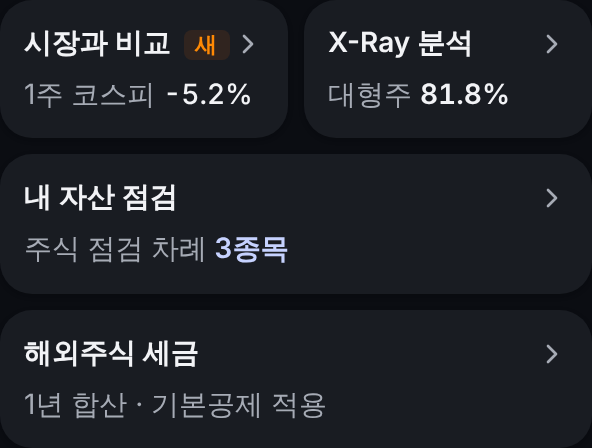 시장과 비교 새
1주 코스피 -5.2%
X-Ray 분석
대형주 81.8%
내 자산 점검
주식 점검 차례 3종목
해외주식 세금
1년 합산 · 기본공제 적용